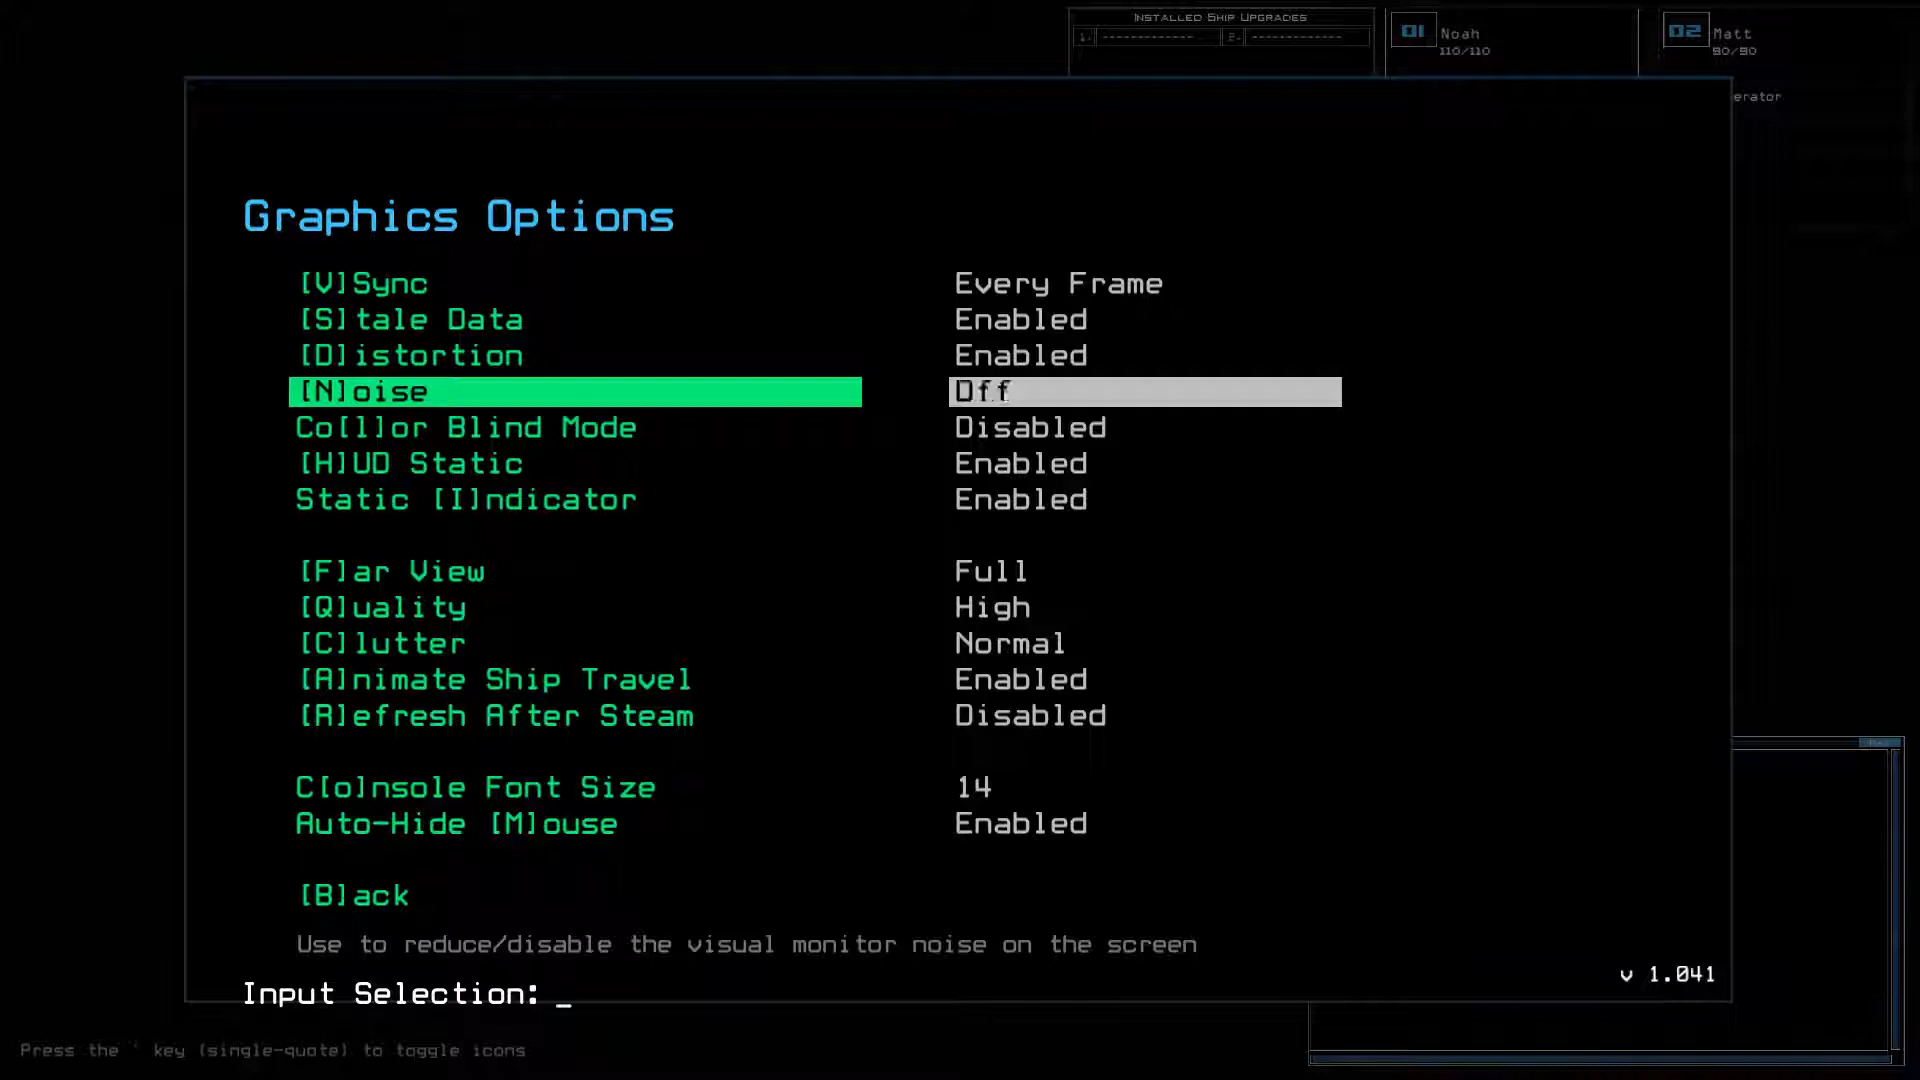 Installed Ship Upgrades
1. ------------- 2. -------------
01 Noah
110/110
02 Matt
90/90
erator
Graphics Options
[V]Sync Every Frame
[S]tale Data Enabled
[D]istortion Enabled
[N]oise Off
Co[l]or Blind Mode Disabled
[H]UD Static Enabled
Static [I]ndicator Enabled
[F]ar View Full
[Q]uality High
[C]lutter Normal
[A]nimate Ship Travel Enabled
[R]efresh After Steam Disabled
C[o]nsole Font Size 14
Auto-Hide [M]ouse Enabled
[B]ack
Use to reduce/disable the visual monitor noise on the screen
v 1.041
Input Selection: _
Press the ` key (single-quote) to toggle icons